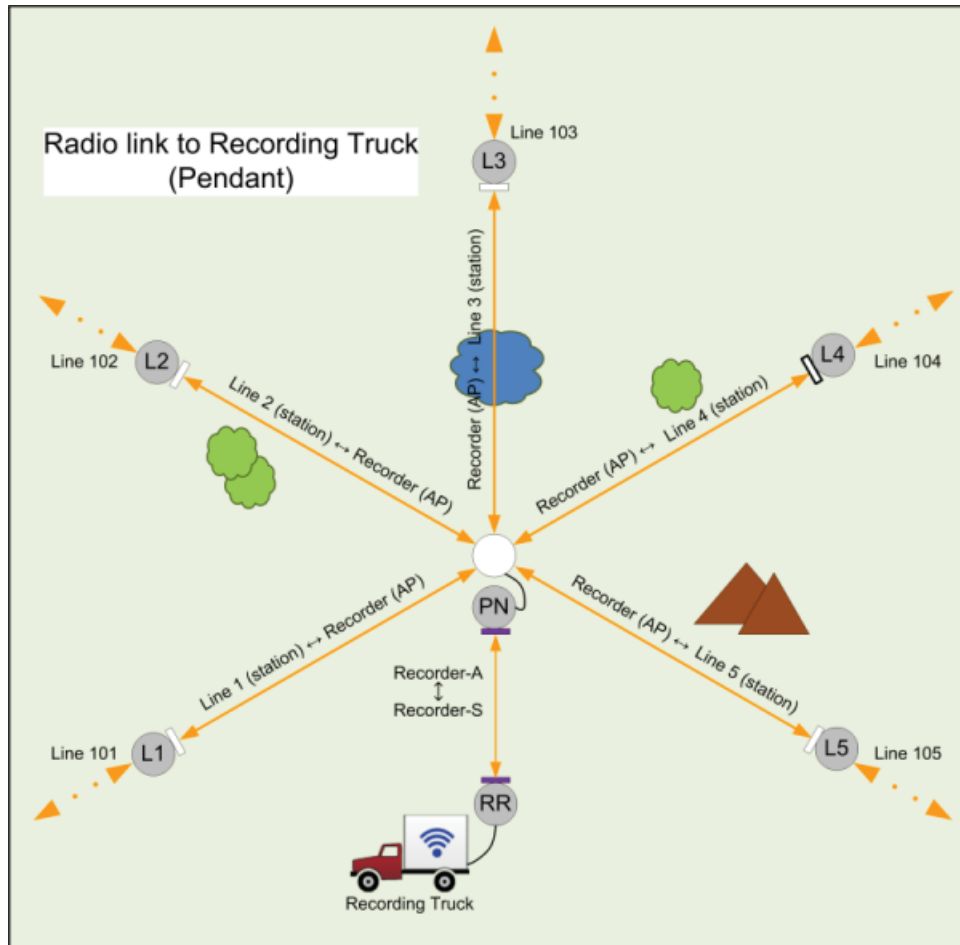 Radio link to Recording Truck
(Pendant)
Line 103
L3
Recorder (AP) ↔ Line 3 (station)
Line 102
L2
Line 2 (station) ↔ Recorder (AP)
L4
Line 104
Recorder (AP) ↔ Line 4 (station)
PN
Line 1 (station) ↔ Recorder (AP)
Recorder (AP) ↔ Line 5 (station)
Recorder-A
↕
Recorder-S
Line 101
L1
L5
Line 105
RR
Recording Truck